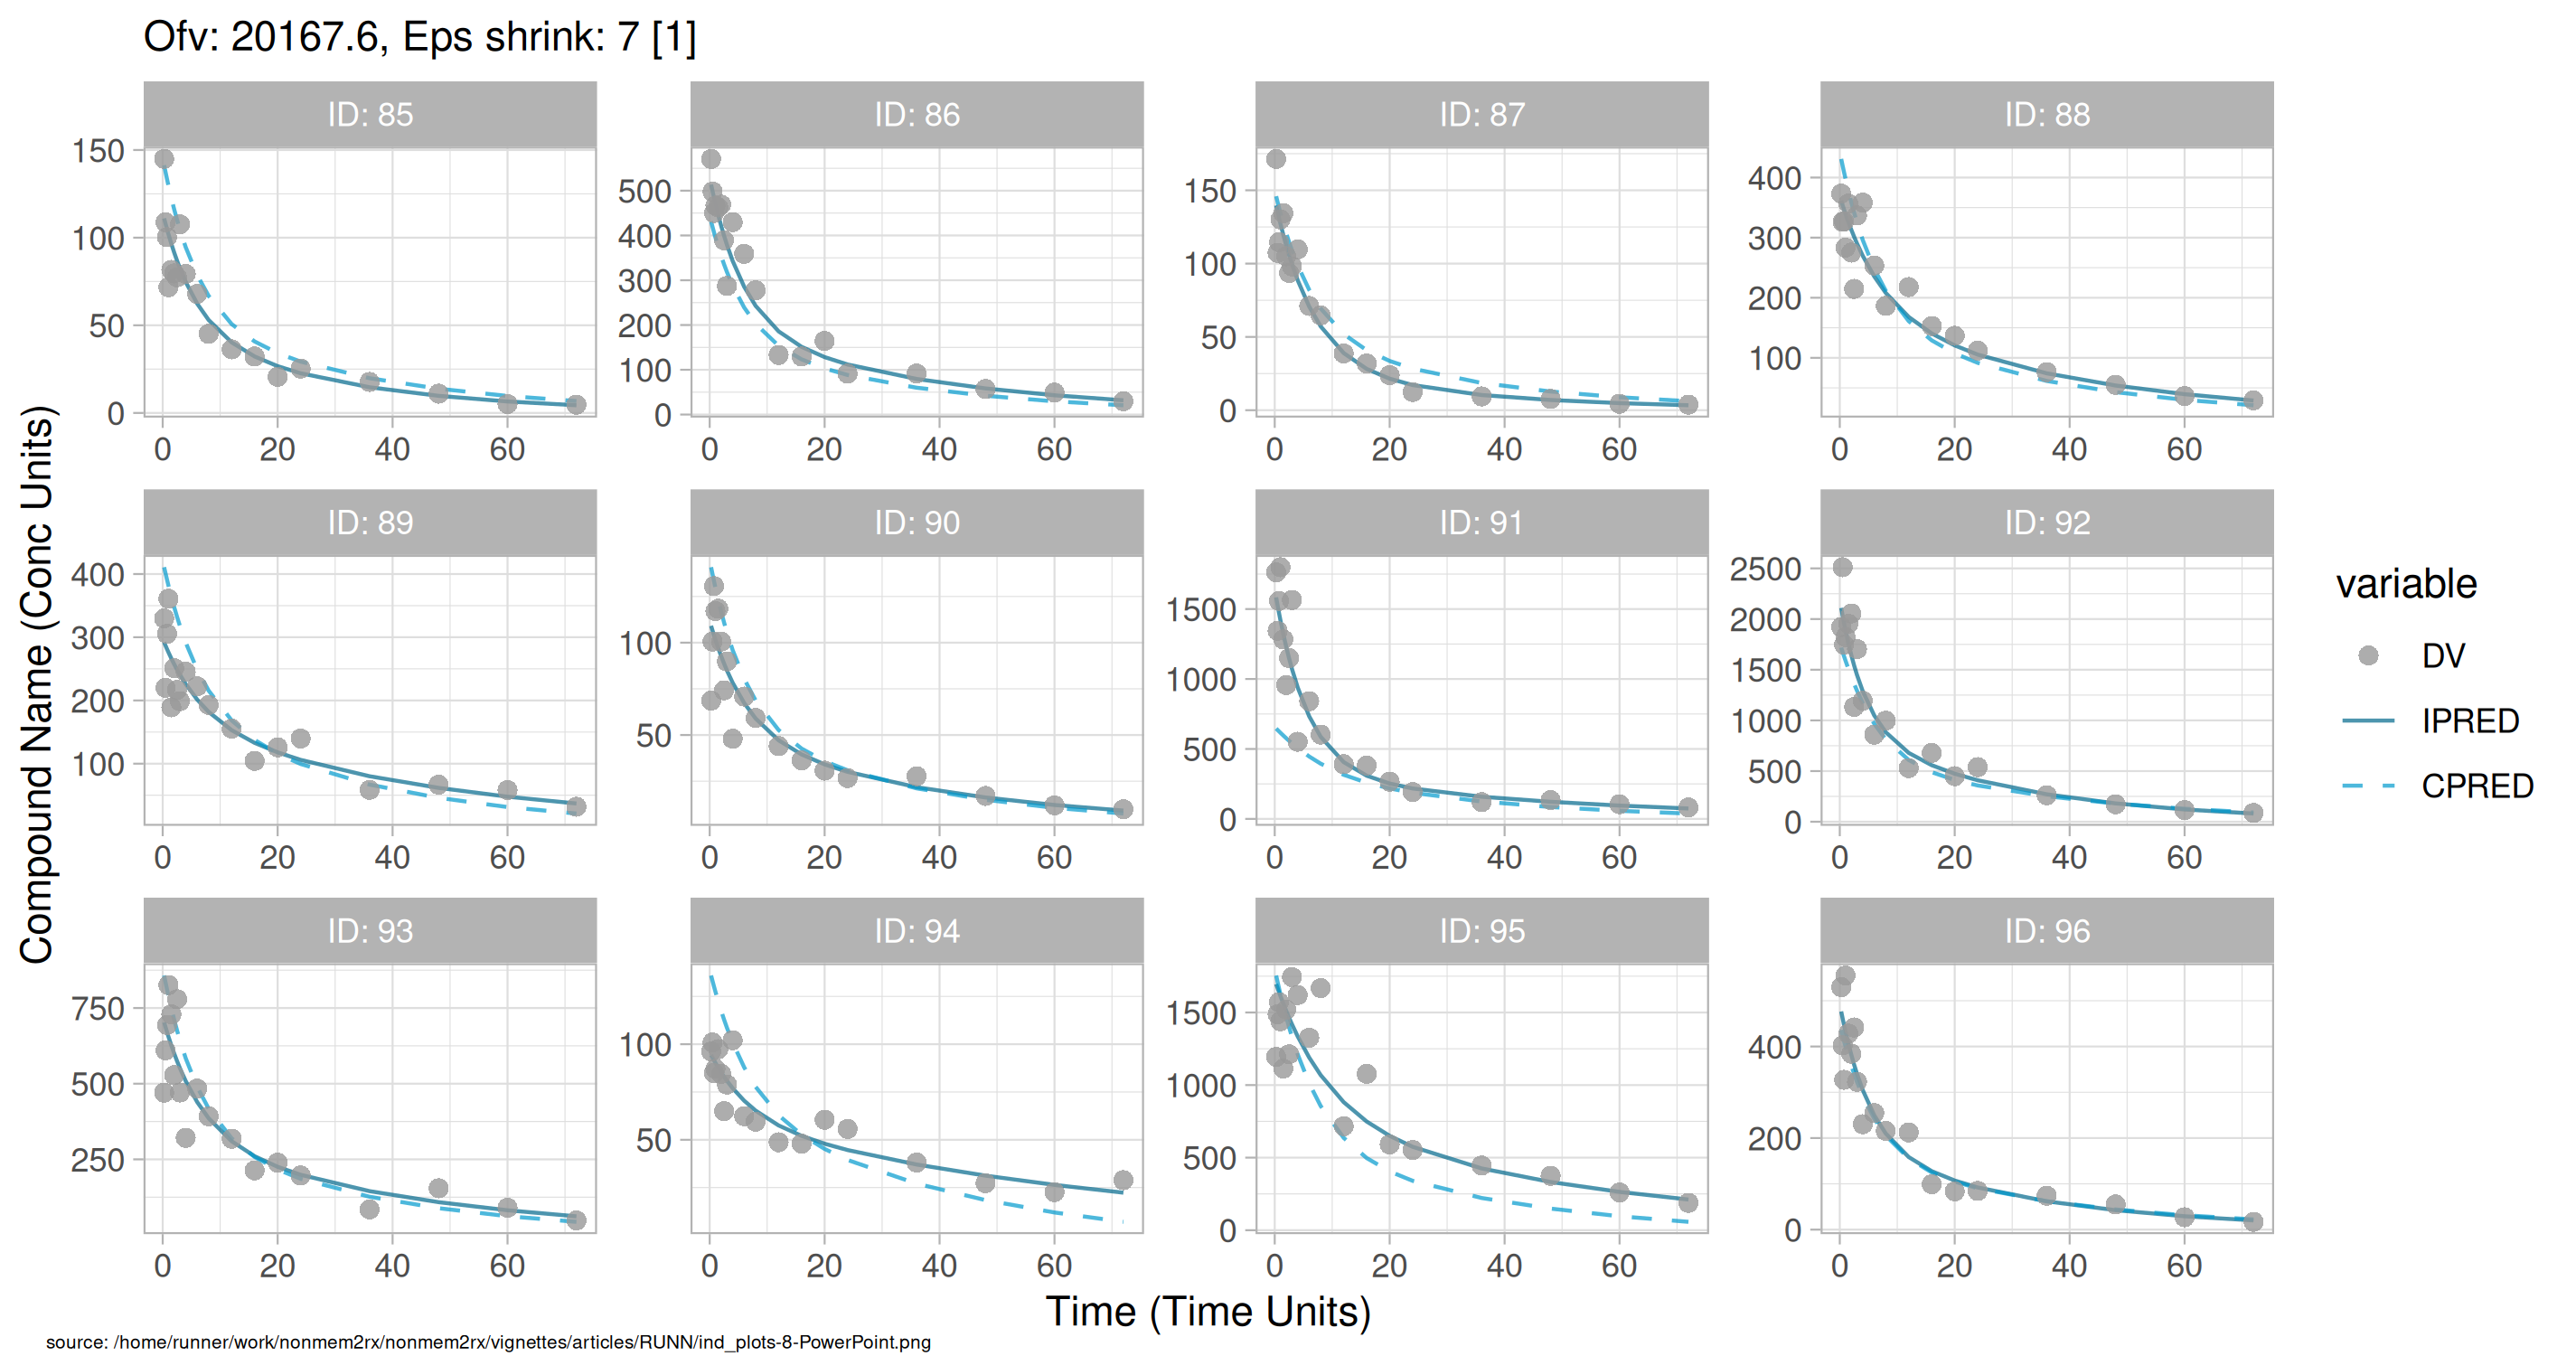 Ofv: 20167.6, Eps shrink: 7 [1]
ID: 85
150
100
50
0
0 20 40 60
ID: 86
500
400
300
200
100
0
0 20 40 60
ID: 87
150
100
50
0
0 20 40 60
ID: 88
400
300
200
100
0 20 40 60
ID: 89
400
300
200
100
0 20 40 60
ID: 90
100
50
0 20 40 60
ID: 91
1500
1000
500
0
0 20 40 60
ID: 92
2500
2000
1500
1000
500
0
0 20 40 60
ID: 93
750
500
250
0 20 40 60
ID: 94
100
50
0 20 40 60
ID: 95
1500
1000
500
0
0 20 40 60
ID: 96
400
200
0
0 20 40 60
Compound Name (Conc Units)
Time (Time Units)
variable
DV
IPRED
CPRED
source: /home/runner/work/nonmem2rx/nonmem2rx/vignettes/articles/RUNN/ind_plots-8-PowerPoint.png